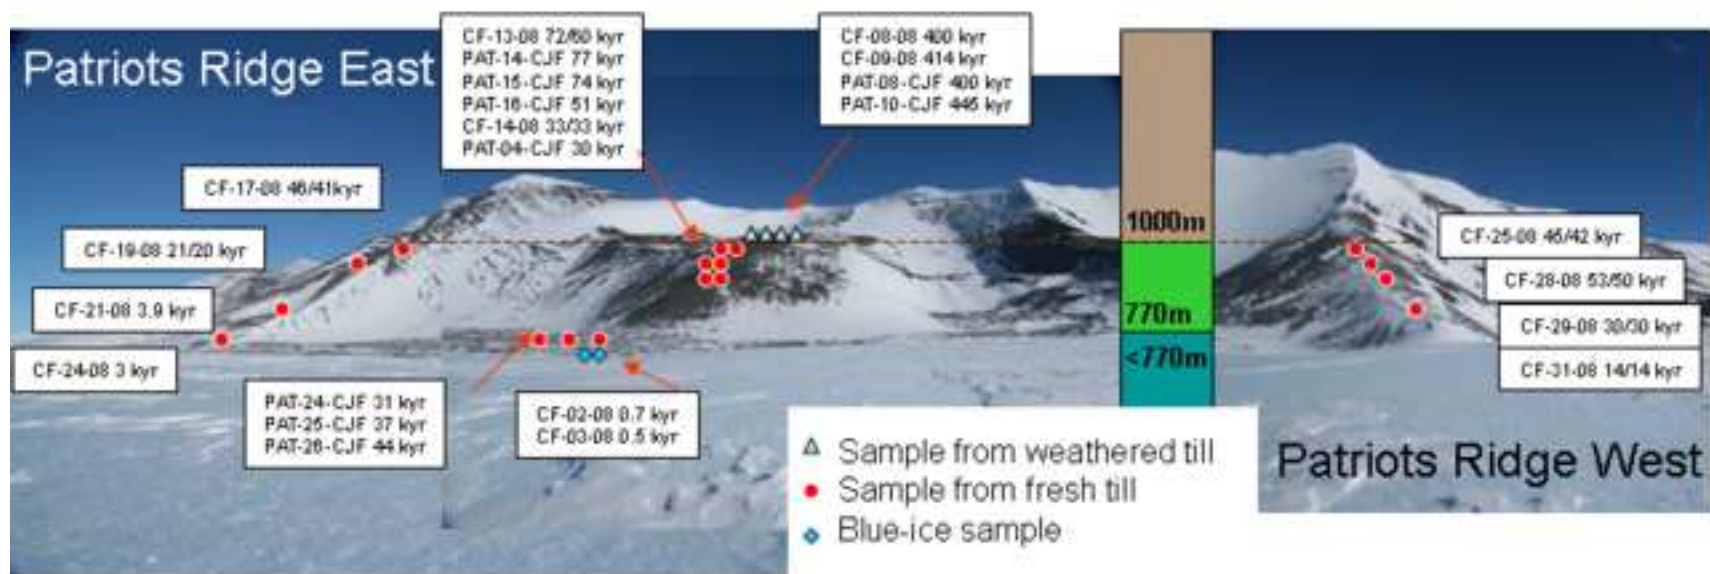 Patriots Ridge East
CF-13-08 72/60 kyr
PAT-14-CJF 77 kyr
PAT-15-CJF 74 kyr
PAT-16-CJF 51 kyr
CF-14-08 33/33 kyr
PAT-04-CJF 30 kyr
CF-08-08 400 kyr
CF-09-08 414 kyr
PAT-08-CJF 400 kyr
PAT-10-CJF 445 kyr
CF-17-08 46/41kyr
CF-19-08 21/20 kyr
CF-21-08 3.9 kyr
CF-24-08 3 kyr
PAT-24-CJF 31 kyr
PAT-25-CJF 37 kyr
PAT-26-CJF 44 kyr
CF-02-08 0.7 kyr
CF-03-08 0.5 kyr
1000m
770m
<770m
CF-25-08 45/42 kyr
CF-28-08 53/50 kyr
CF-29-08 30/30 kyr
CF-31-08 14/14 kyr
Sample from weathered till
Sample from fresh till
Blue-ice sample
Patriots Ridge West